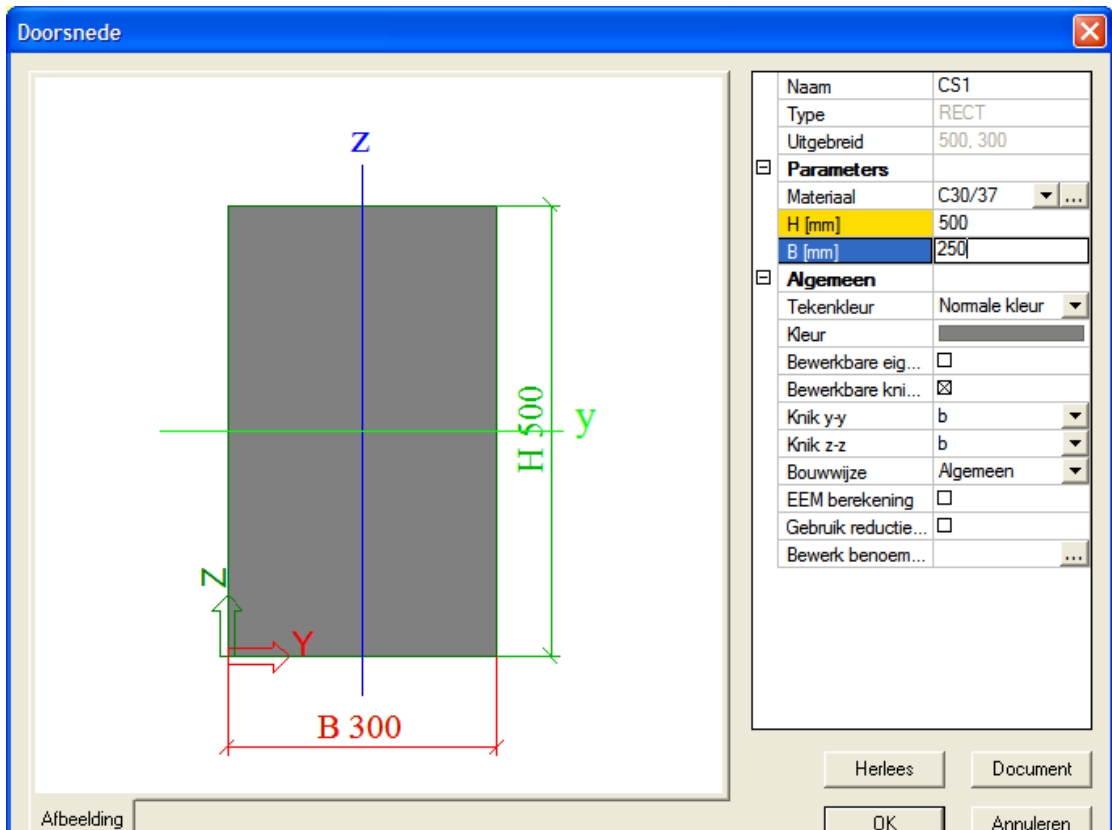 Doorsnede
z
H 500
y
Z
Y
B 300
Afbeelding
Naam CS1
Type RECT
Uitgebreid 500, 300
Parameters
Materiaal C30/37 ...
H [mm] 500
B [mm] 250
Algemeen
Tekenkleur Normale kleur
Kleur
Bewerkbare eig...
Bewerkbare kni...
Knik y-y b
Knik z-z b
Bouwwijze Algemeen
EEM berekening
Gebruik reductie...
Bewerk benoem... ...
Herlees Document
OK Annuleren